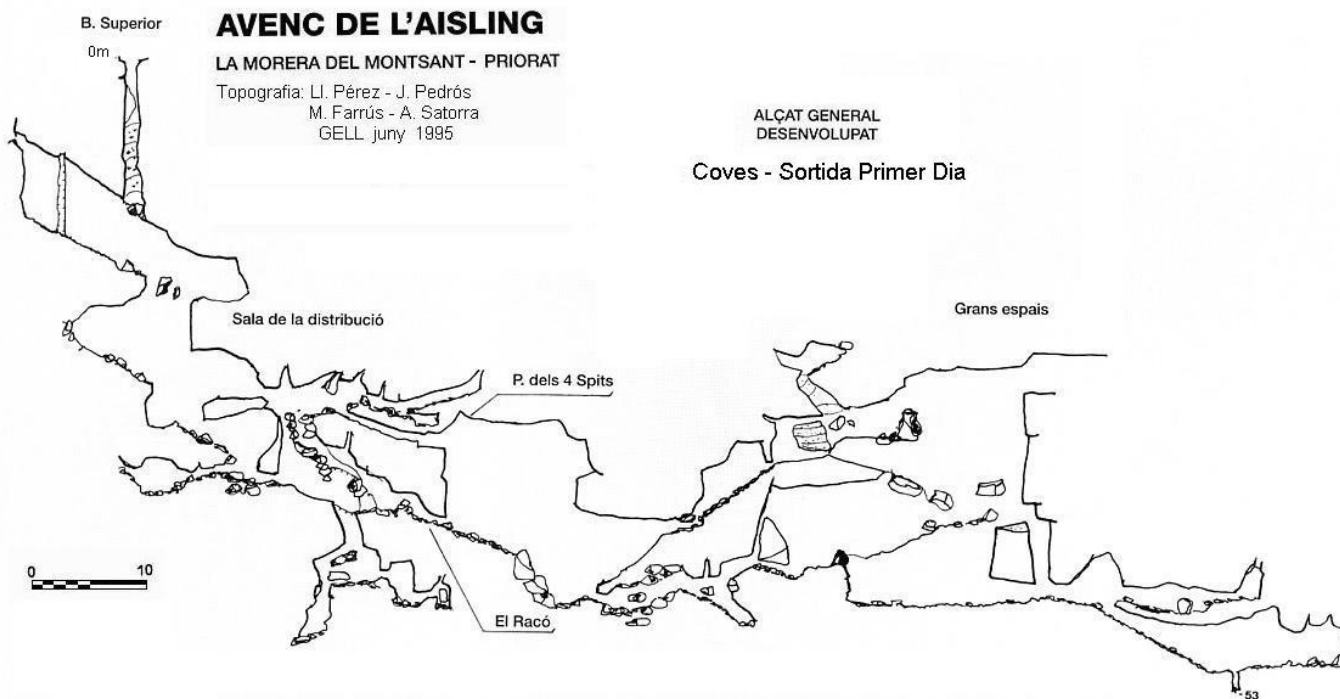 B. Superior
0m
AVENC DE L'AISLING
LA MORERA DEL MONTSANT - PRIORAT
Topografia: Ll. Pérez - J. Pedrós
M. Farrús - A. Satorra
GELL juny 1995
ALÇAT GENERAL
DESENVOLUPAT
Coves - Sortida Primer Dia
Sala de la distribució
Grans espais
P. dels 4 Spits
0 10
El Racó
-53